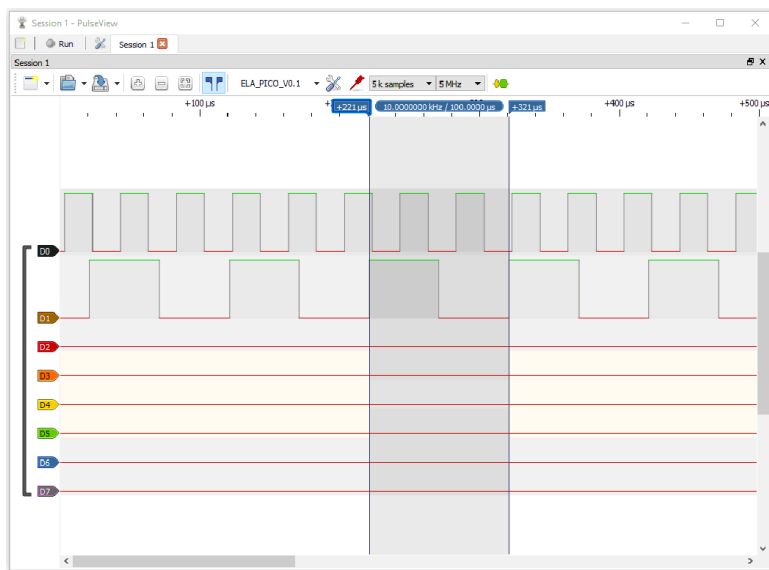 Session 1 - PulseView
Run
Session 1
Session 1
ELA_PICO_V0.1
5 k samples
5 MHz
+100 µs
+221 µs
10.0000000 kHz / 100.0000 µs
+321 µs
+400 µs
+500 µs
D0
D1
D2
D3
D4
D5
D6
D7